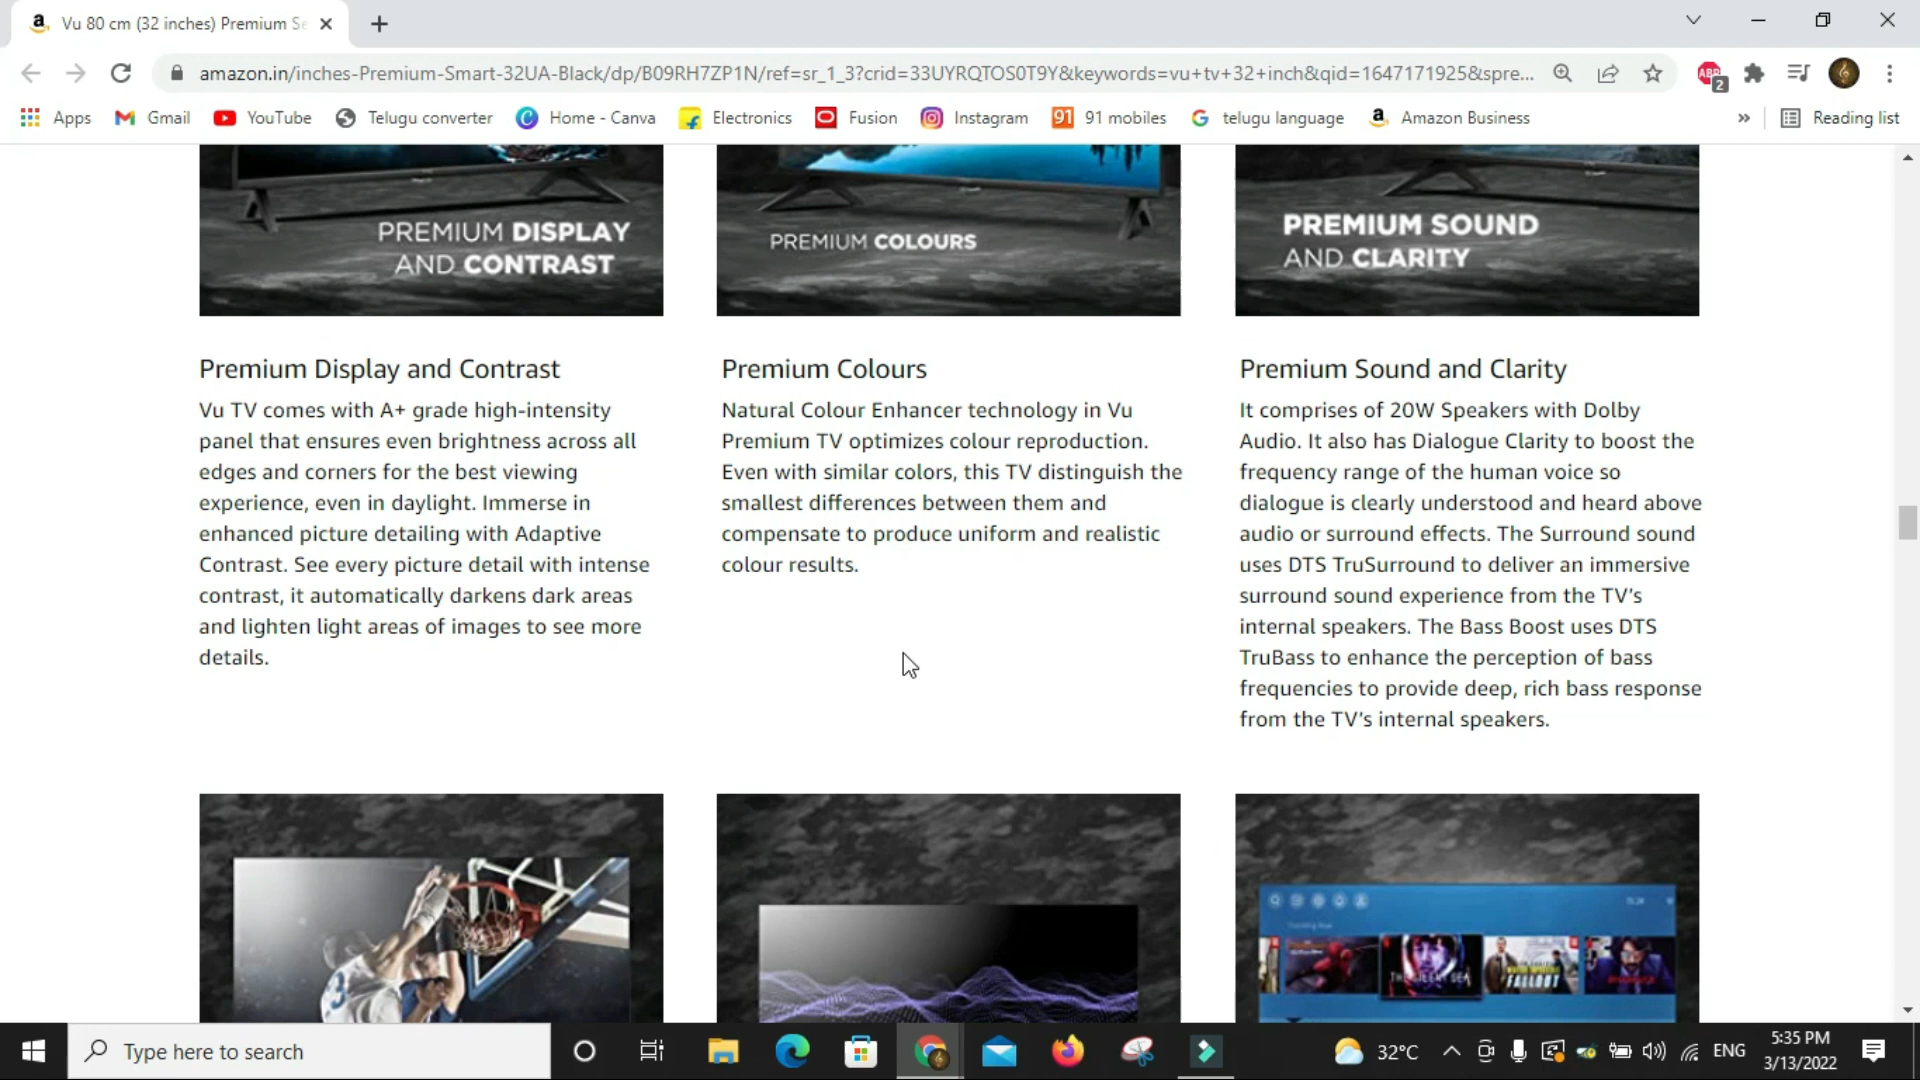 Vu 80 cm (32 inches) Premium Se
amazon.in/inches-Premium-Smart-32UA-Black/dp/B09RH7ZP1N/ref=sr_1_3?crid=33UYRQTOS0T9Y&keywords=vu+tv+32+inch&qid=1647171925&spre...
ABP
2
Apps
Gmail
YouTube
Telugu converter
Home - Canva
Electronics
Fusion
Instagram
91
91 mobiles
telugu language
Amazon Business
»
Reading list
PREMIUM DISPLAY
AND CONTRAST
PREMIUM COLOURS
PREMIUM SOUND
AND CLARITY
Premium Display and Contrast
Vu TV comes with A+ grade high-intensity
panel that ensures even brightness across all
edges and corners for the best viewing
experience, even in daylight. Immerse in
enhanced picture detailing with Adaptive
Contrast. See every picture detail with intense
contrast, it automatically darkens dark areas
and lighten light areas of images to see more
details.
Premium Colours
Natural Colour Enhancer technology in Vu
Premium TV optimizes colour reproduction.
Even with similar colors, this TV distinguish the
smallest differences between them and
compensate to produce uniform and realistic
colour results.
Premium Sound and Clarity
It comprises of 20W Speakers with Dolby
Audio. It also has Dialogue Clarity to boost the
frequency range of the human voice so
dialogue is clearly understood and heard above
audio or surround effects. The Surround sound
uses DTS TruSurround to deliver an immersive
surround sound experience from the TV’s
internal speakers. The Bass Boost uses DTS
TruBass to enhance the perception of bass
frequencies to provide deep, rich bass response
from the TV’s internal speakers.
3
FALLOUT
Type here to search
32°C
ENG
5:35 PM
3/13/2022